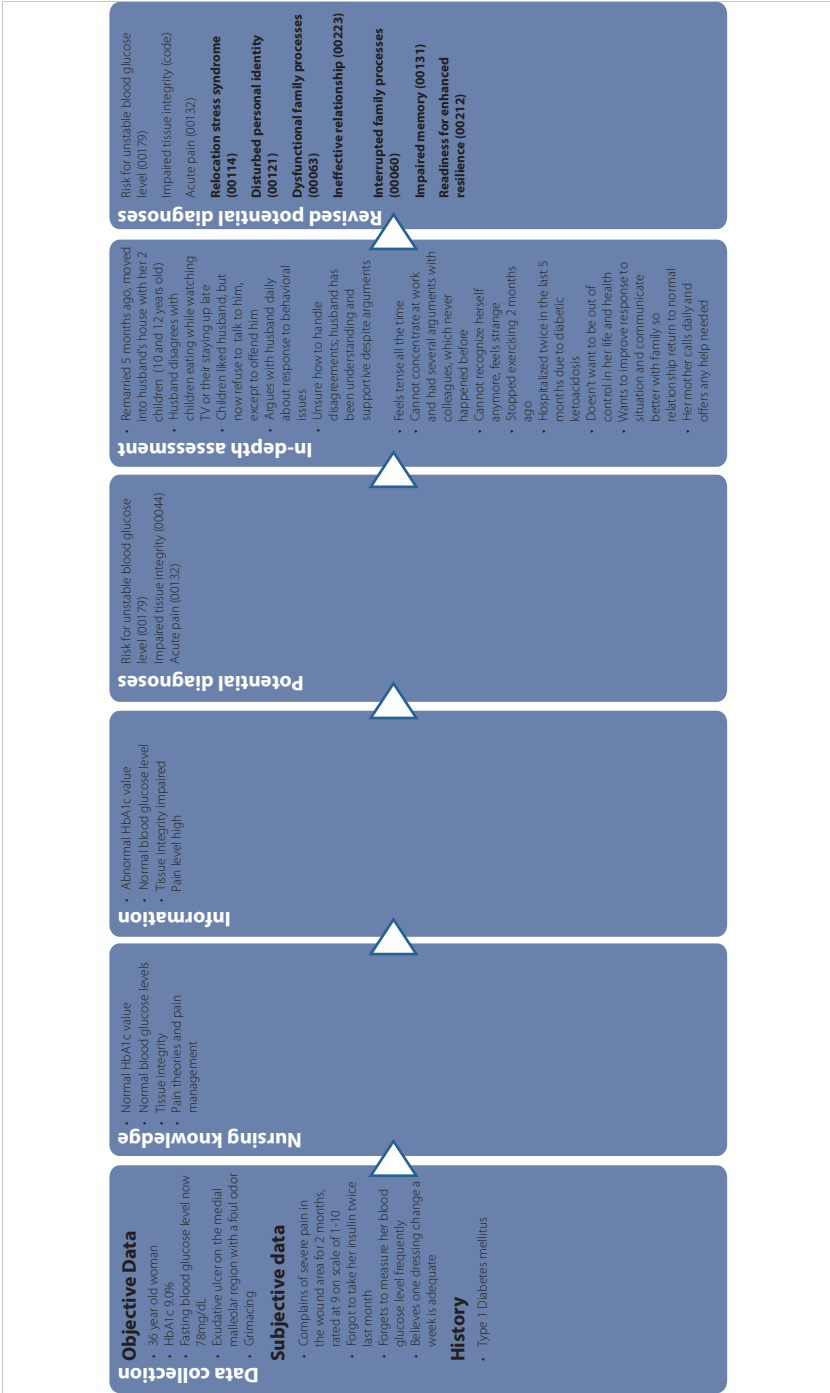 Data collection
Objective Data
• 36 year old woman
• HbA1c 9.0%
• Fasting blood glucose level now
78mg/dL
• Exudative ulcer on the medial
malleolar region with a foul odor
• Grimacing
Subjective data
• Complains of severe pain in
the wound area for 2 months,
rated at 9 on scale of 1-10
• Forgot to take her insulin twice
last month
• Forgets to measure her blood
glucose level frequently
• Believes one dressing change a
week is adequate
History
• Type 1 Diabetes mellitus
Nursing knowledge
• Normal HbA1c value
• Normal blood glucose levels
• Tissue integrity
• Pain theories and pain
management
Information
• Abnormal HbA1c value
• Normal blood glucose level
• Tissue integrity impaired
Pain level high
Potential diagnoses
Risk for unstable blood glucose
level (00179)
Impaired tissue integrity (00044)
Acute pain (00132)
In-depth assessment
• Remarried 5 months ago, moved
into husband's house with her 2
children (10 and 12 years old)
• Husband disagrees with
children eating while watching
TV or their staying up late
• Children liked husband, but
now refuse to talk to him,
except to offend him
• Argues with husband daily
about response to behavioral
issues
• Unsure how to handle
disagreements; husband has
been understanding and
supportive despite arguments
• Feels tense all the time
• Cannot concentrate at work
and had several arguments with
colleagues, which never
happened before
• Cannot recognize herself
anymore, feels strange
• Stopped exercising 2 months
ago
• Hospitalized twice in the last 5
months due to diabetic
ketoacidosis
• Doesn't want to be out of
control in her life and health
• Wants to improve response to
situation and communicate
better with family so
relationship return to normal
• Her mother calls daily and
offers any help needed
Revised potential diagnoses
Risk for unstable blood glucose
level (00179)
Impaired tissue integrity (code)
Acute pain (00132)
Relocation stress syndrome
(00114)
Disturbed personal identity
(00121)
Dysfunctional family processes
(00063)
Ineffective relationship (00223)
Interrupted family processes
(00060)
Impaired memory (00131)
Readiness for enhanced
resilience (00212)